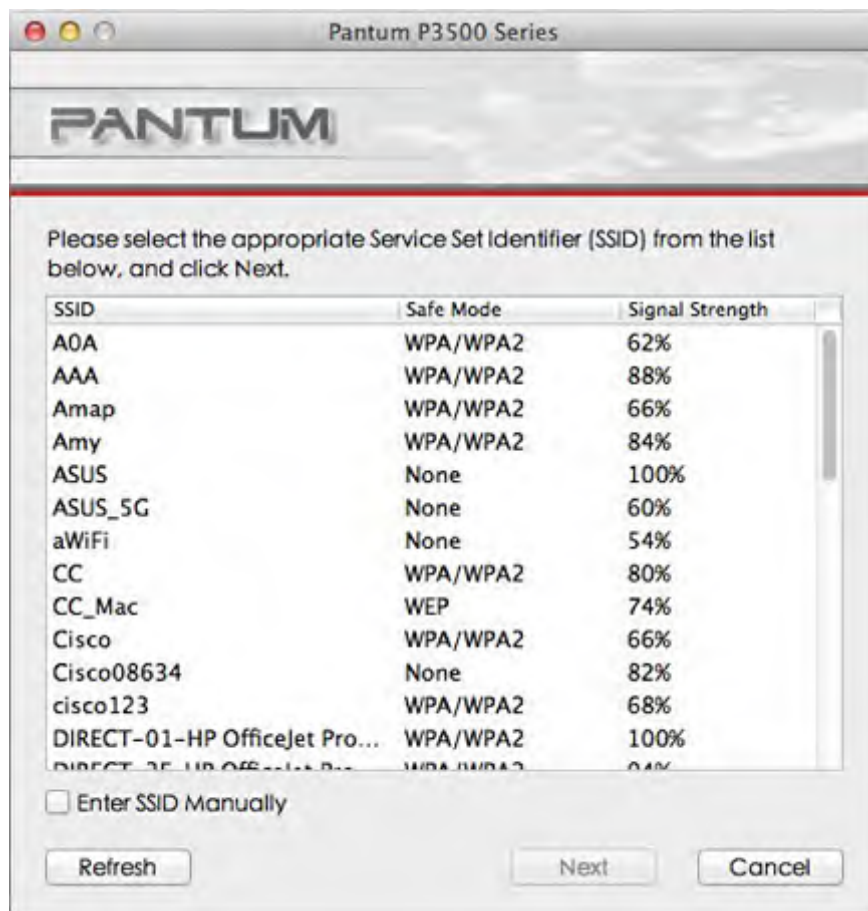 Pantum P3500 Series
PANTUM
Please select the appropriate Service Set Identifier (SSID) from the list
below, and click Next.
SSID Safe Mode Signal Strength
A0A WPA/WPA2 62%
AAA WPA/WPA2 88%
Amap WPA/WPA2 66%
Amy WPA/WPA2 84%
ASUS None 100%
ASUS_5G None 60%
aWiFi None 54%
CC WPA/WPA2 80%
CC_Mac WEP 74%
Cisco WPA/WPA2 66%
Cisco08634 None 82%
cisco123 WPA/WPA2 68%
DIRECT-01-HP OfficeJet Pro... WPA/WPA2 100%
Enter SSID Manually
Refresh Next Cancel